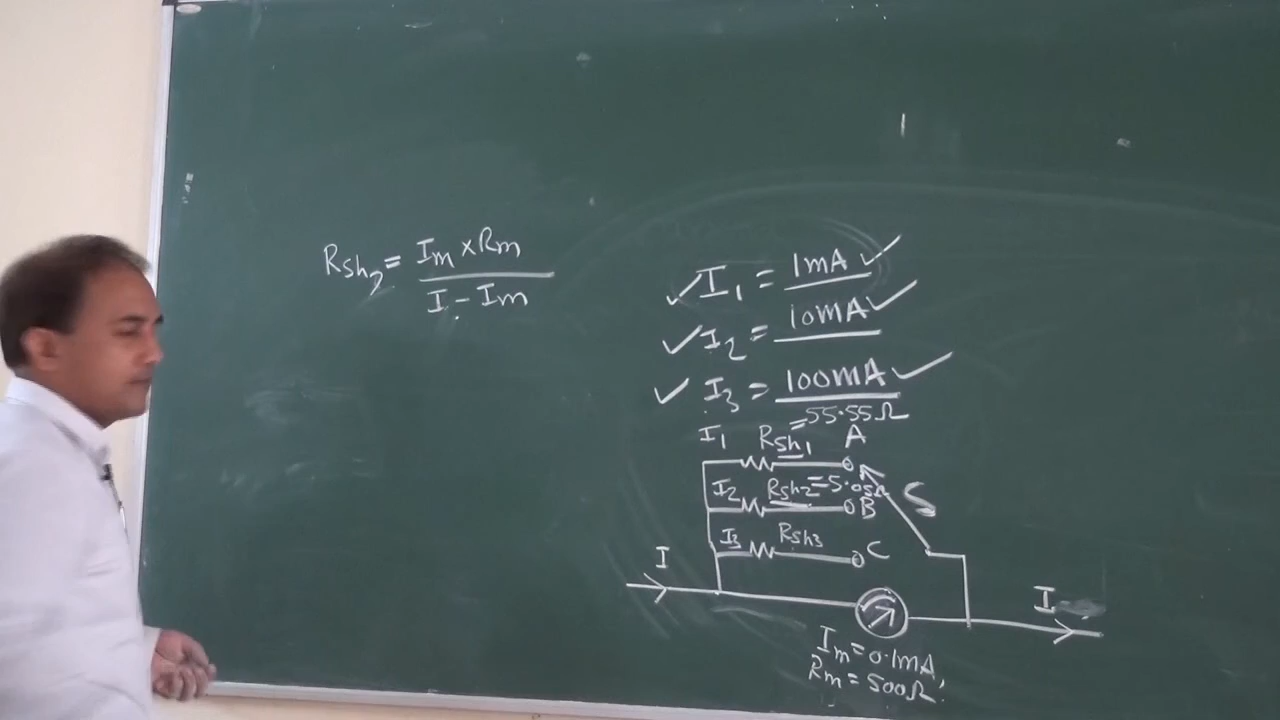 Rsh2 = Im × Rm
I - Im
I1 = 1mA
I2 = 10mA
I3 = 100mA
= 55.55Ω
I1 Rsh1 A
I2 Rsh2 = 5.05Ω B S
I3 Rsh3 C
I I
Im = 0.1mA,
Rm = 500Ω,